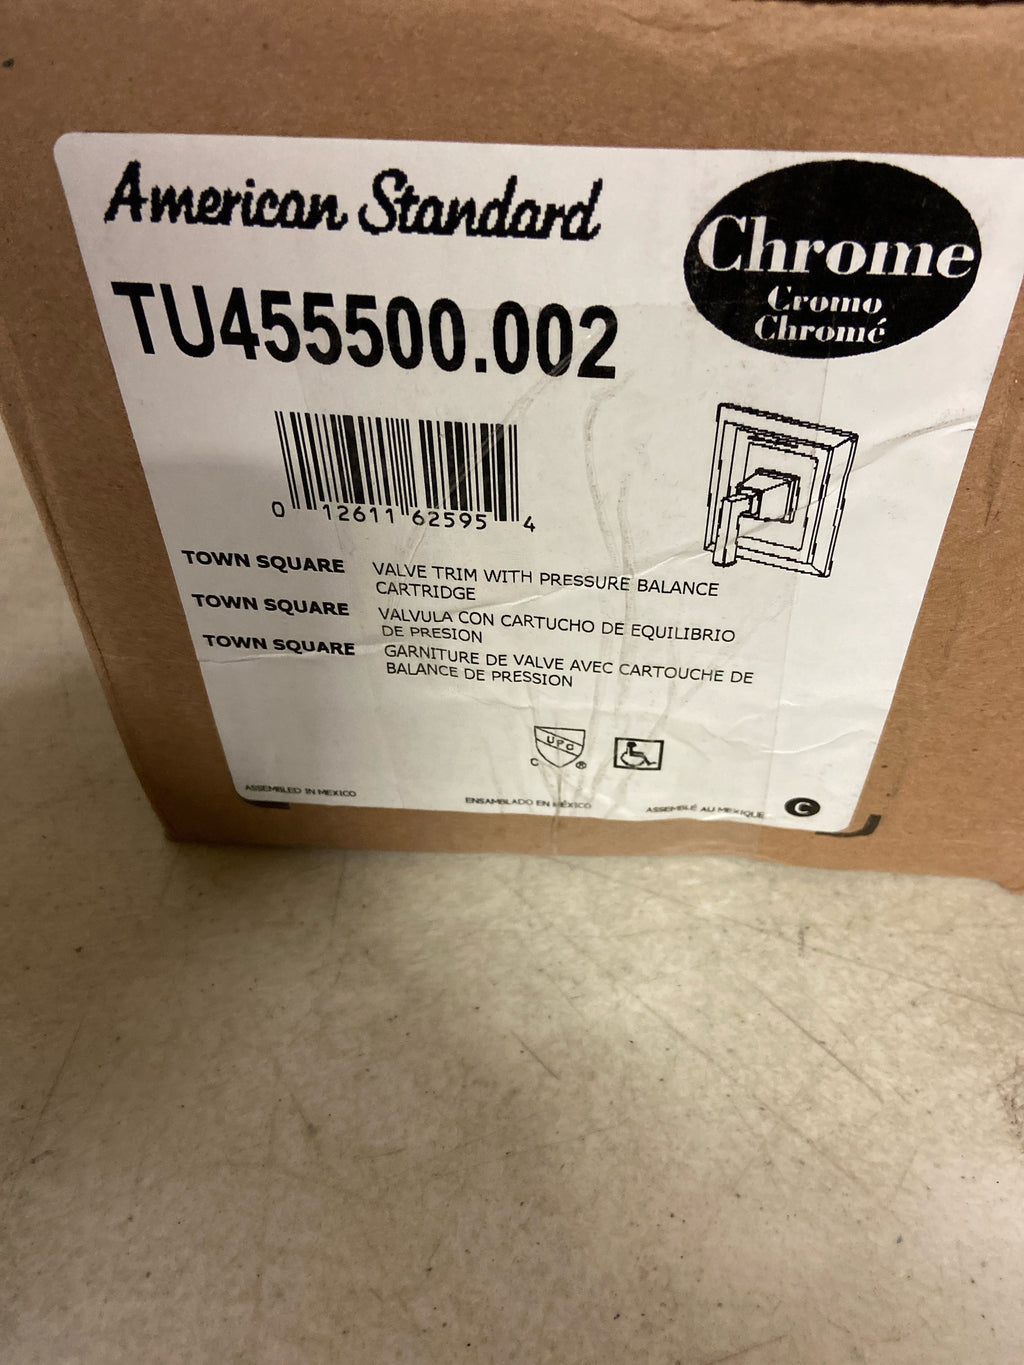 American Standard
Chrome
Cromo
Chromé
TU455500.002
0 12611 62595 4
TOWN SQUARE VALVE TRIM WITH PRESSURE BALANCE
CARTRIDGE
TOWN SQUARE VALVULA CON CARTUCHO DE EQUILIBRIO
DE PRESION
TOWN SQUARE GARNITURE DE VALVE AVEC CARTOUCHE DE
BALANCE DE PRESSION
UPC
C ®
ASSEMBLED IN MEXICO ENSAMBLADO EN MÉXICO ASSEMBLÉ AU MEXIQUE C